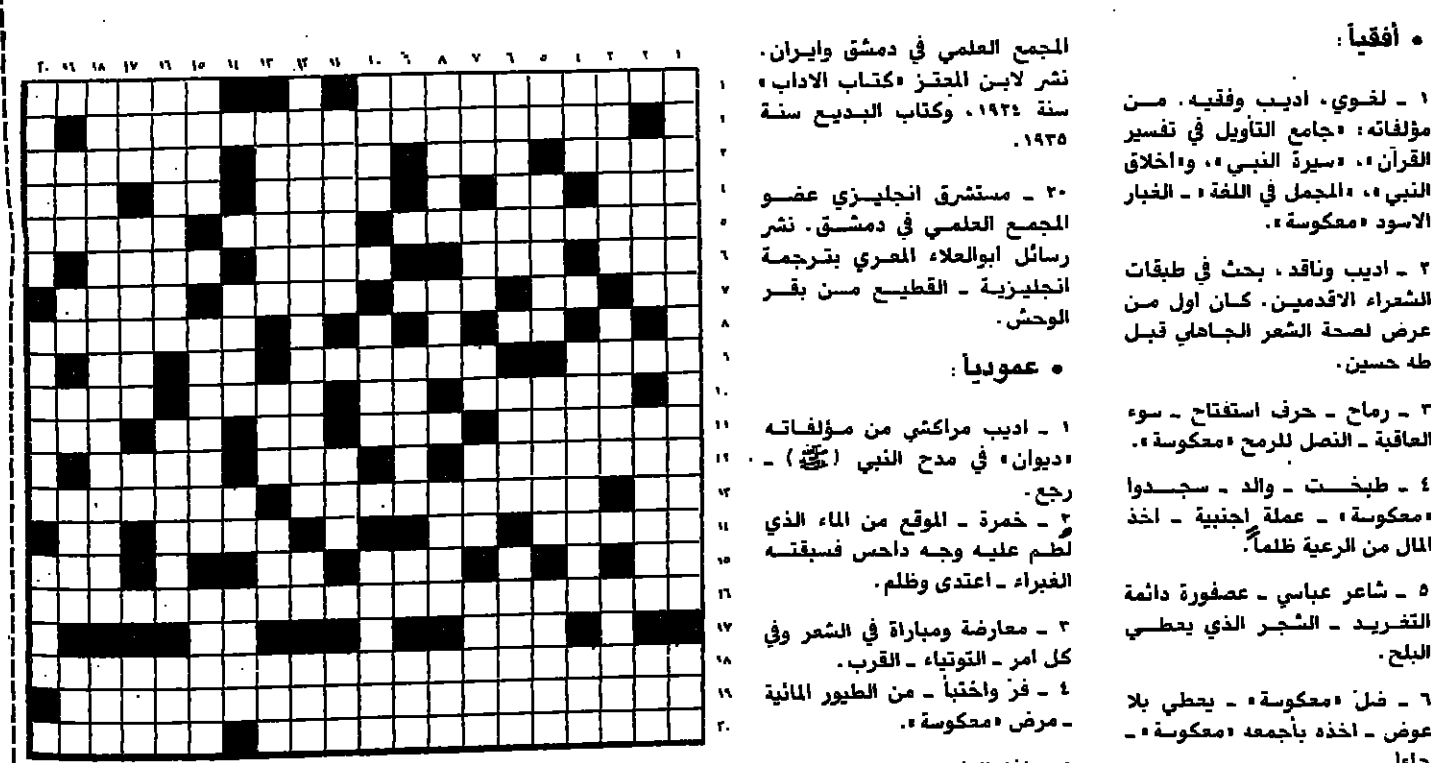 • أفقياً :
١ ـ لغوي، اديب وفقيه. من
مؤلفاته: «جامع التأويل في تفسير
القرآن»، «سيرة النبي»، و«اخلاق
النبي»، «المجمل في اللغة» ـ الغبار
الاسود «معكوسة».
٢ ـ اديب وناقد، بحث في طبقات
الشعراء الاقدمين. كان اول من
عرض لصحة الشعر الجاهلي قبل
طه حسين.
٣ ـ رماح ـ حرف استفتاح ـ سوء
العاقبة ـ النصل للرمح «معكوسة».
٤ ـ طبخت ـ والد ـ سجدوا
«معكوسة» ـ عملة اجنبية ـ اخذ
المال من الرعية ظلماً.
٥ ـ شاعر عباسي ـ عصفورة دائمة
التغريد ـ الشجر الذي يعطي
البلح.
٦ ـ ضلّ «معكوسة» ـ يعطي بلا
عوض ـ اخذه بأجمعه «معكوسة» ـ
المجمع العلمي في دمشق وايران.
نشر لابن المعتز «كتاب الاداب»
سنة ١٩٢٤، وكتاب البديع سنة
١٩٣٥.
٢٠ ـ مستشرق انجليزي عضو
المجمع العلمي في دمشق. نشر
رسائل ابوالعلاء المعري بترجمة
انجليزية ـ القطيع مسن بقر
الوحش.
• عمودياً :
١ ـ اديب مراكشي من مؤلفاته
«ديوان» في مدح النبي (ﷺ) ـ
رجع.
٢ ـ خمرة ـ الموقع من الماء الذي
لُطم عليه وجه داحس فسبقته
الغبراء ـ اعتدى وظلم.
٣ ـ معارضة ومباراة في الشعر وفي
كل امر ـ التوتياء ـ القرب.
٤ ـ فرّ واختبأ ـ من الطيور المائية
ـ مرض «معكوسة».
١ ٢ ٣ ٤ ٥ ٦ ٧ ٨ ٩ ١٠ ١١ ١٢ ١٣ ١٤ ١٥ ١٦ ١٧ ١٨ ١٩ ٢٠
١
٢
٣
٤
٥
٦
٧
٨
٩
١٠
١١
١٢
١٣
١٤
١٥
١٦
١٧
١٨
١٩
٢٠